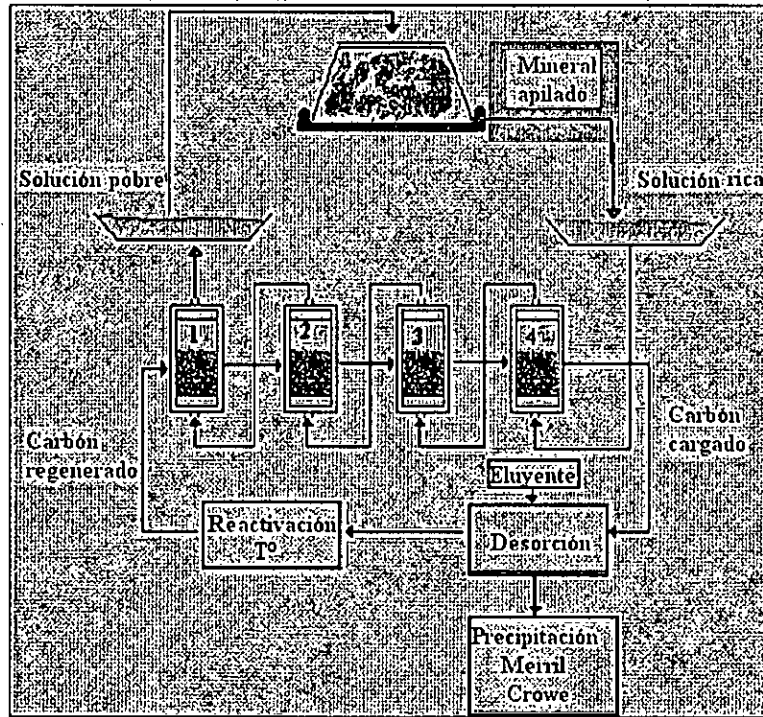 Mineral
apilado
Solución pobre
Solución rica
1
2
3
4
Carbón
regenerado
Carbón
cargado
Eluyente
Reactivación
Tº
Desorción
Precipitación
Merril
Crowe